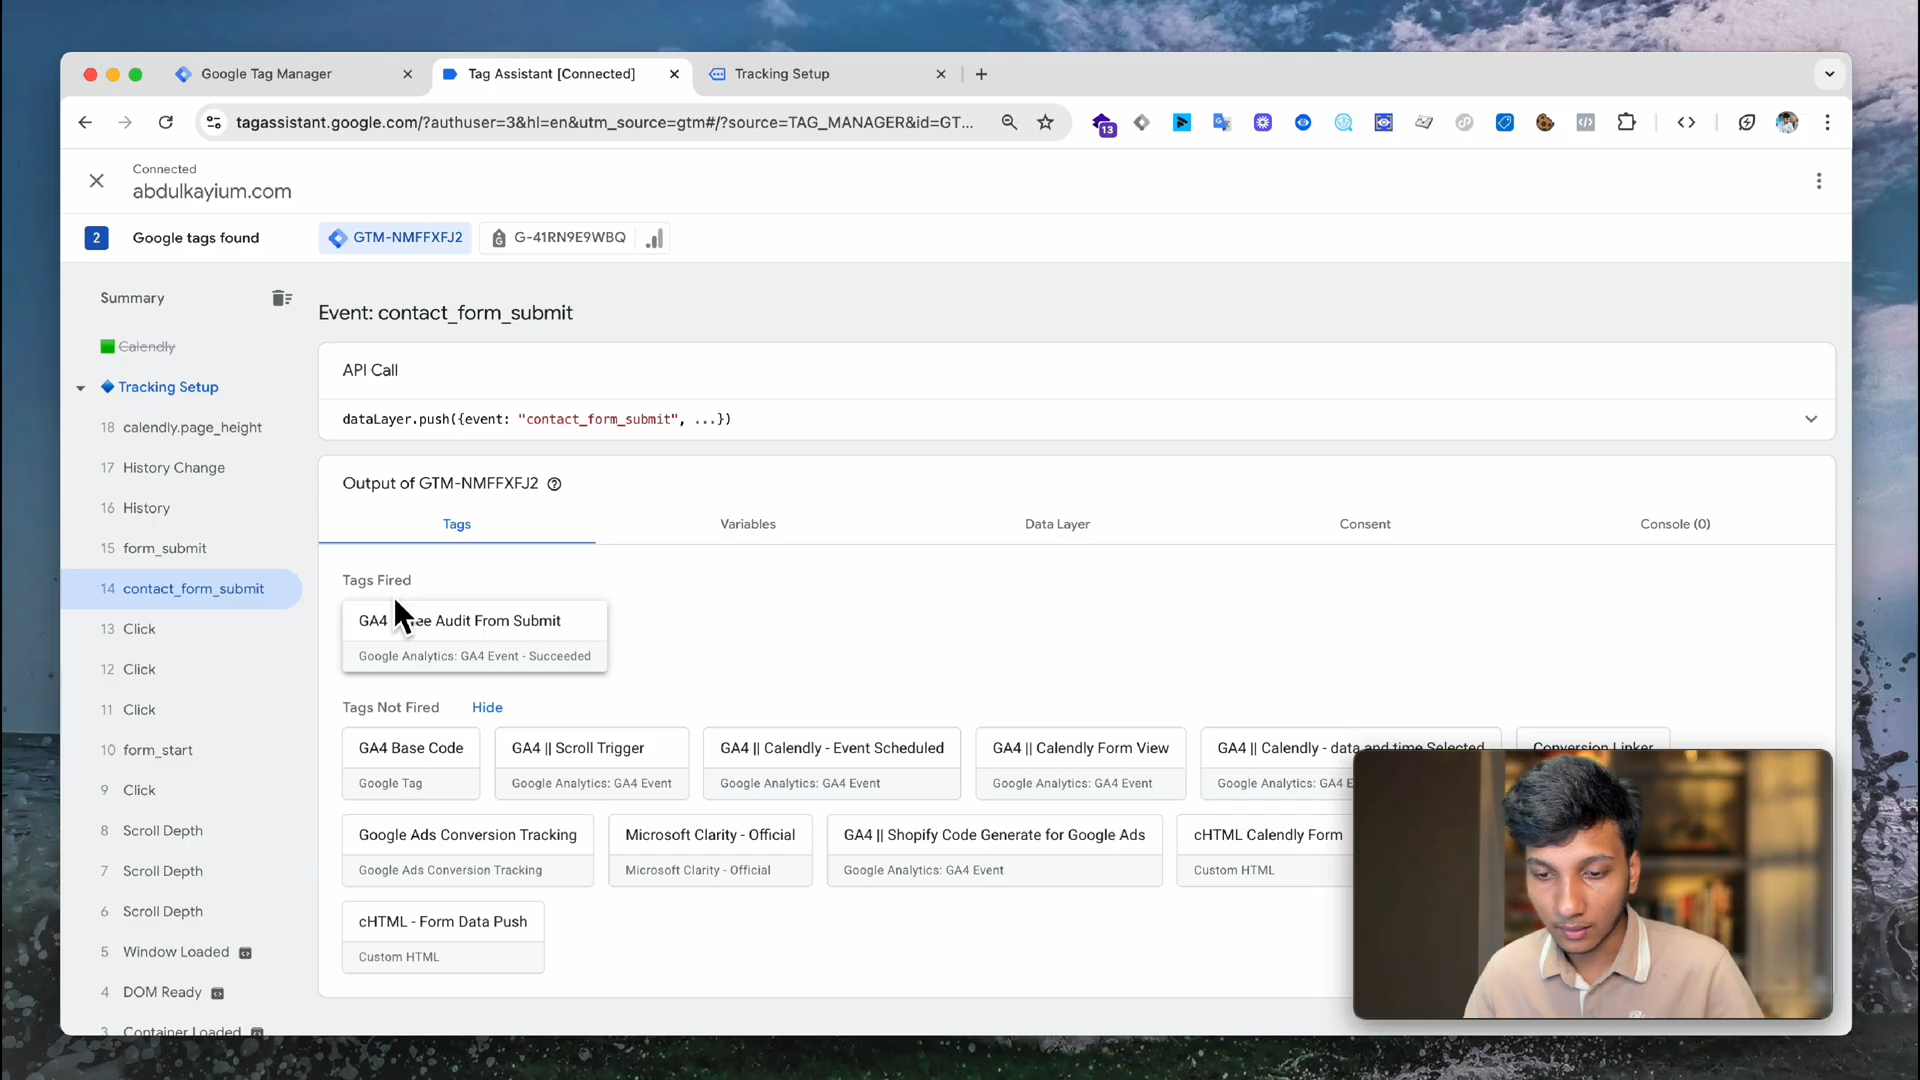 Google Tag Manager
Tag Assistant [Connected]
Tracking Setup
tagassistant.google.com/?authuser=3&hl=en&utm_source=gtm#/?source=TAG_MANAGER&id=GT...
13
Connected
abdulkayium.com
2
Google tags found
GTM-NMFFXFJ2
G-41RN9E9WBQ
Summary
Calendly
Tracking Setup
18 calendly.page_height
17 History Change
16 History
15 form_submit
14 contact_form_submit
13 Click
12 Click
11 Click
10 form_start
9 Click
8 Scroll Depth
7 Scroll Depth
6 Scroll Depth
5 Window Loaded
4 DOM Ready
3 Container Loaded
Event: contact_form_submit
API Call
dataLayer.push({event: "contact_form_submit", ...})
Output of GTM-NMFFXFJ2
Tags
Variables
Data Layer
Consent
Console (0)
Tags Fired
GA4 Audit From Submit
Google Analytics: GA4 Event - Succeeded
Tags Not Fired Hide
GA4 Base Code
Google Tag
GA4 || Scroll Trigger
Google Analytics: GA4 Event
GA4 || Calendly - Event Scheduled
Google Analytics: GA4 Event
GA4 || Calendly Form View
Google Analytics: GA4 Event
GA4 || Calendly - data and time Selected
Google Analytics: GA4 E
Conversion Linker
Google Ads Conversion Tracking
Google Ads Conversion Tracking
Microsoft Clarity - Official
Microsoft Clarity - Official
GA4 || Shopify Code Generate for Google Ads
Google Analytics: GA4 Event
cHTML Calendly Form
Custom HTML
cHTML - Form Data Push
Custom HTML